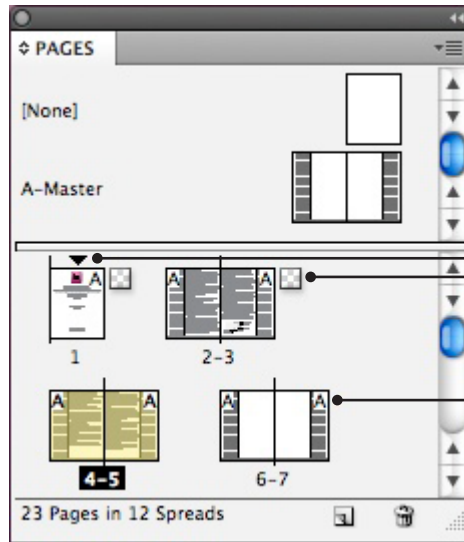 PAGES
[None]
A-Master
A
A A
1
2-3
A A
A A
4-5
6-7
23 Pages in 12 Spreads